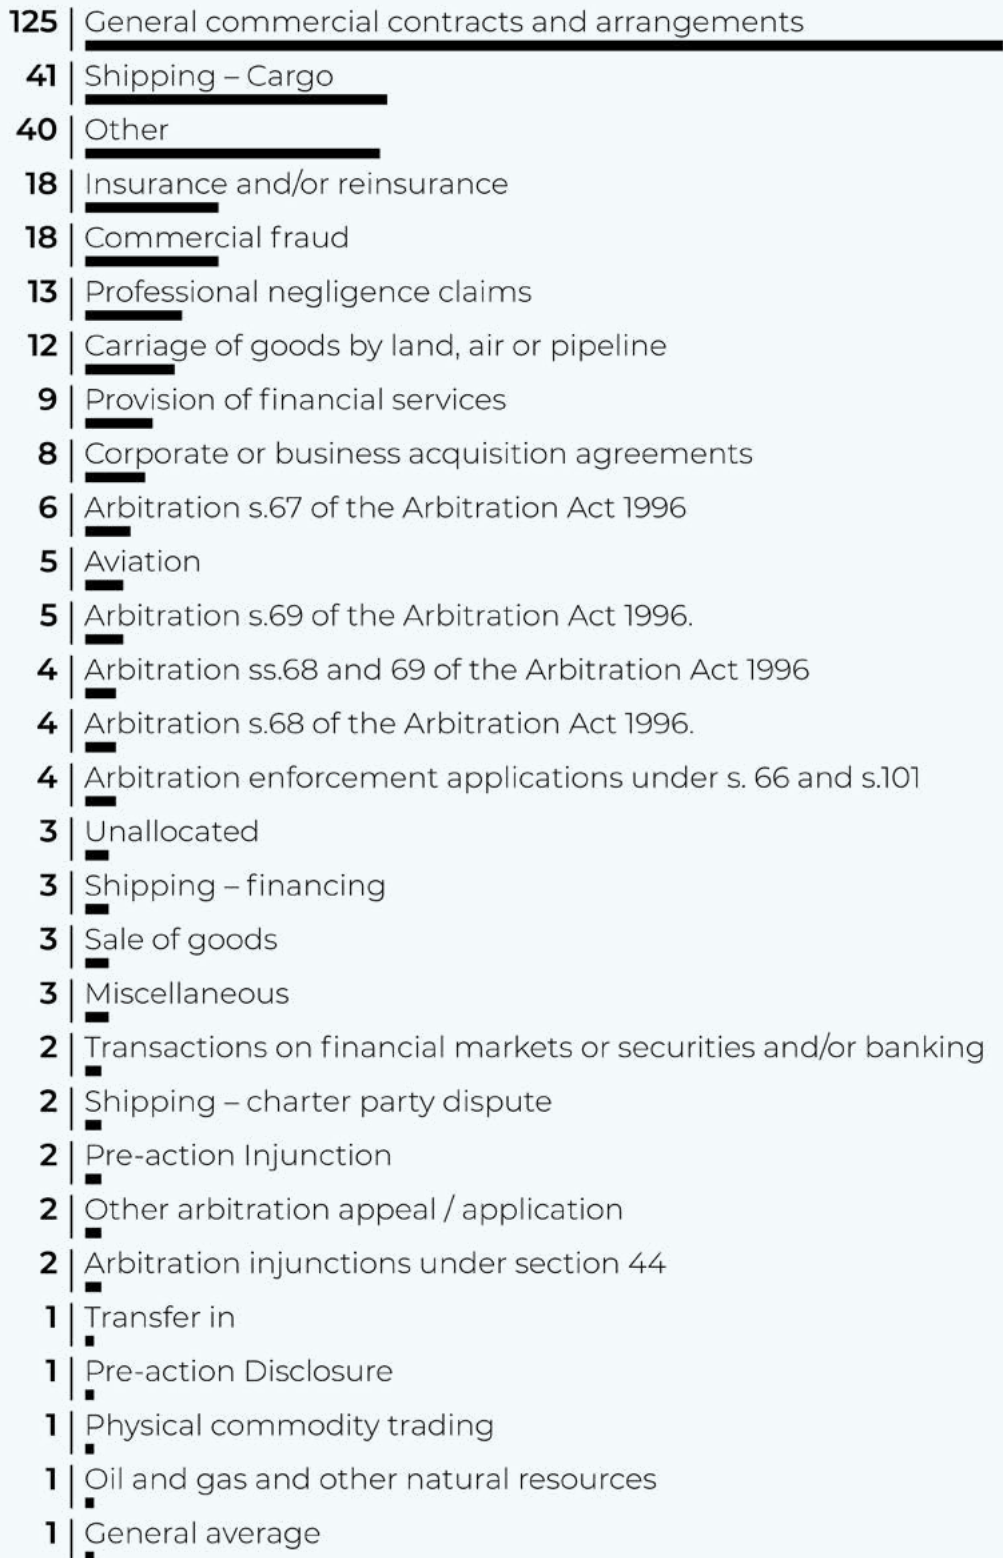 125 General commercial contracts and arrangements
41 Shipping – Cargo
40 Other
18 Insurance and/or reinsurance
18 Commercial fraud
13 Professional negligence claims
12 Carriage of goods by land, air or pipeline
9 Provision of financial services
8 Corporate or business acquisition agreements
6 Arbitration s.67 of the Arbitration Act 1996
5 Aviation
5 Arbitration s.69 of the Arbitration Act 1996.
4 Arbitration ss.68 and 69 of the Arbitration Act 1996
4 Arbitration s.68 of the Arbitration Act 1996.
4 Arbitration enforcement applications under s. 66 and s.101
3 Unallocated
3 Shipping – financing
3 Sale of goods
3 Miscellaneous
2 Transactions on financial markets or securities and/or banking
2 Shipping – charter party dispute
2 Pre-action Injunction
2 Other arbitration appeal / application
2 Arbitration injunctions under section 44
1 Transfer in
1 Pre-action Disclosure
1 Physical commodity trading
1 Oil and gas and other natural resources
1 General average